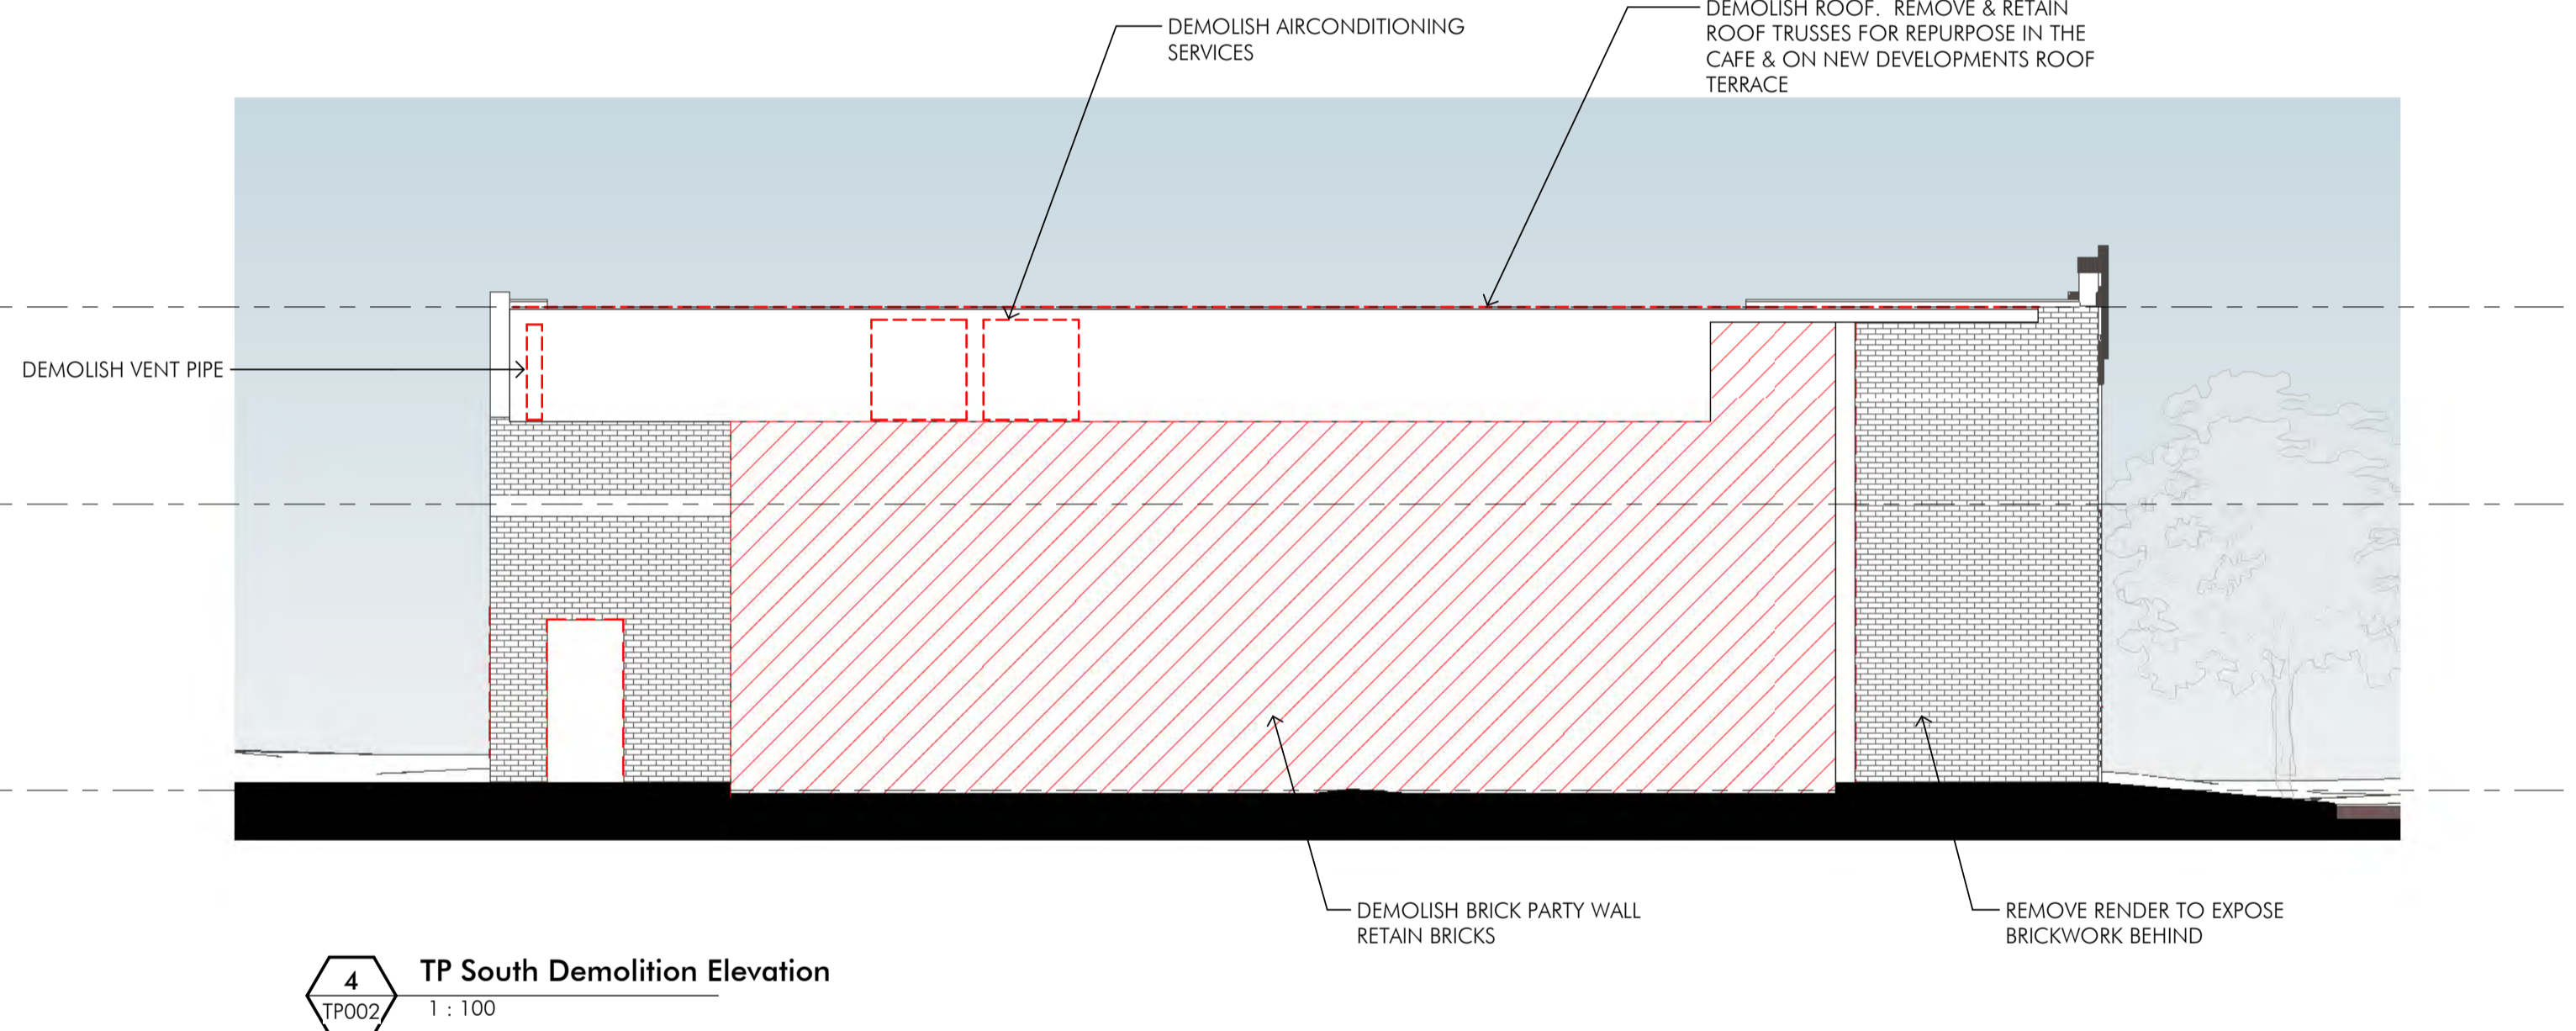 DEMOLISH AIRCONDITIONING
SERVICES
DEMOLISH ROOF. REMOVE & RETAIN
ROOF TRUSSES FOR REPURPOSE IN THE
CAFE & ON NEW DEVELOPMENTS ROOF
TERRACE
DEMOLISH VENT PIPE
DEMOLISH BRICK PARTY WALL
RETAIN BRICKS
REMOVE RENDER TO EXPOSE
BRICKWORK BEHIND
4
TP002
TP South Demolition Elevation
1 : 100